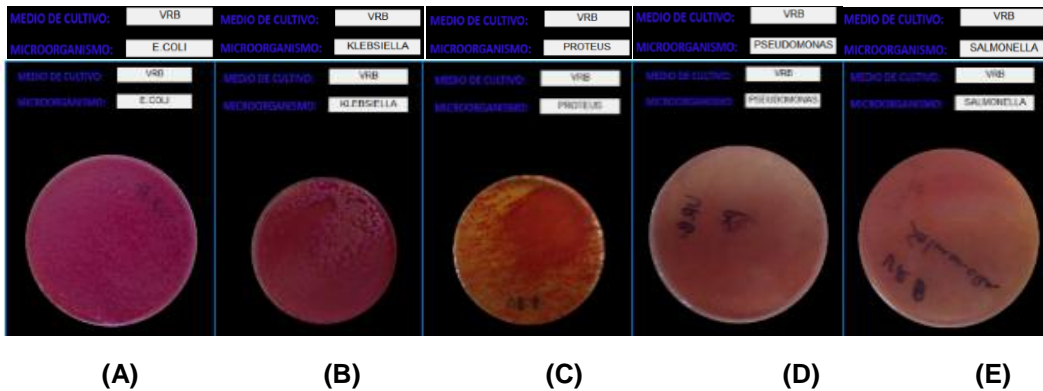 MEDIO DE CULTIVO: VRB
MICROORGANISMO: E.COLI
MEDIO DE CULTIVO: VRB
MICROORGANISMO: E.COLI
MEDIO DE CULTIVO: VRB
MICROORGANISMO: KLEBSIELLA
MEDIO DE CULTIVO: VRB
MICROORGANISMO: KLEBSIELLA
MEDIO DE CULTIVO: VRB
MICROORGANISMO: PROTEUS
MEDIO DE CULTIVO: VRB
MICROORGANISMO: PROTEUS
MEDIO DE CULTIVO: VRB
MICROORGANISMO: PSEUDOMONAS
MEDIO DE CULTIVO: VRB
MICROORGANISMO: PSEUDOMONAS
MEDIO DE CULTIVO: VRB
MICROORGANISMO: SALMONELLA
MEDIO DE CULTIVO: VRB
MICROORGANISMO: SALMONELLA
(A) (B) (C) (D) (E)